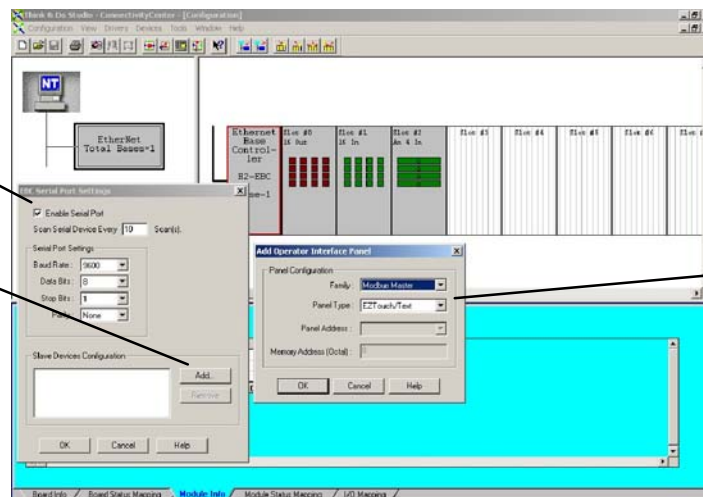 Think & Do Studio - ConnectivityCenter - [Configuration]
Configuration View Drivers Devices Tools Window Help
NT
EtherNet
Total Bases=1
Ethernet
Base
Control-
ler
H2-EBC
Slot #0
16 Out
Slot #1
16 In
Slot #2
An 4 In
Slot #3
Slot #4
Slot #5
Slot #6
EBC Serial Port Settings
Enable Serial Port
Scan Serial Device Every 10 Scan(s).
Serial Port Settings
Baud Rate: 9600
Data Bits: 8
Stop Bits: 1
Parity: None
Slave Devices Configuration
Add...
Remove
OK Cancel Help
Add Operator Interface Panel
Panel Configuration
Family: Modbus Master
Panel Type: EZTouch/Text
Panel Address:
Memory Address (Octal): 0
OK Cancel Help
Board Info / Board Status Mapping / Module Info / Module Status Mapping / I/O Mapping /